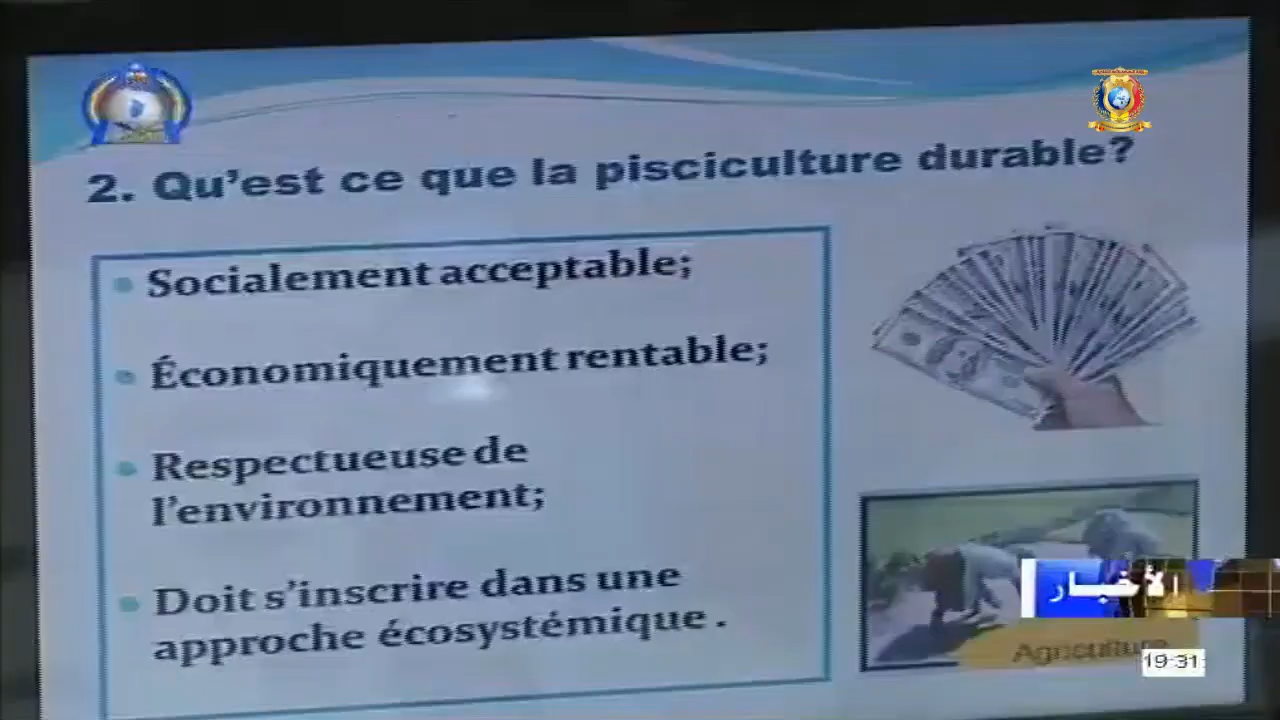 2. Qu'est ce que la pisciculture durable?
• Socialement acceptable;
• Économiquement rentable;
• Respectueuse de
l'environnement;
• Doit s'inscrire dans une
approche écosystémique .
الأخبار
Agriculture
19:31